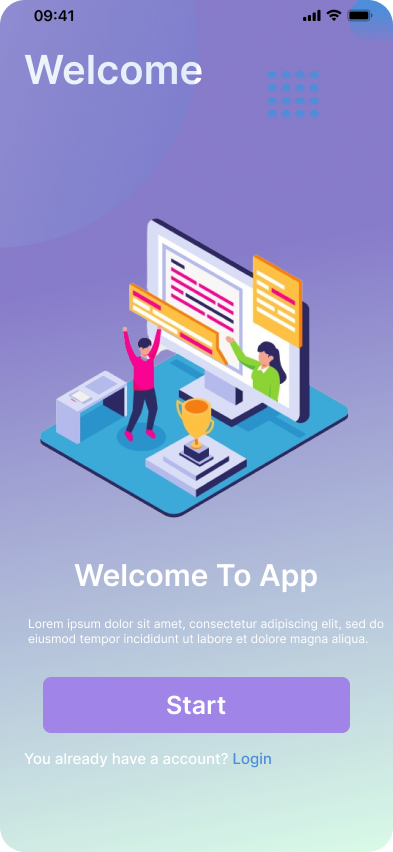 09:41
Welcome
Welcome To App
Lorem ipsum dolor sit amet, consectetur adipiscing elit, sed do
eiusmod tempor incididunt ut labore et dolore magna aliqua.
Start
You already have a account? Login